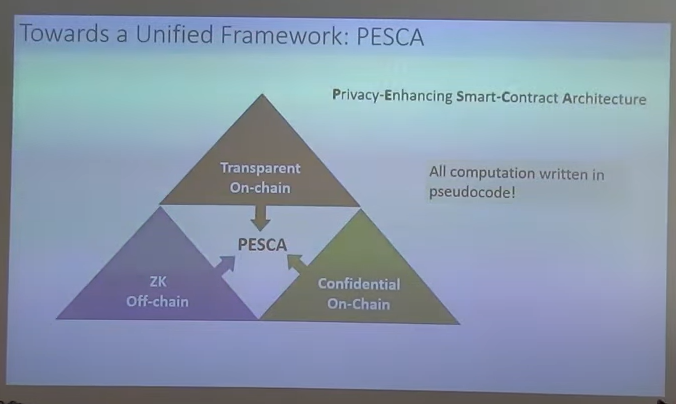 Towards a Unified Framework: PESCA
Privacy-Enhancing Smart-Contract Architecture
Transparent
On-chain
All computation written in
pseudocode!
PESCA
ZK
Off-chain
Confidential
On-Chain